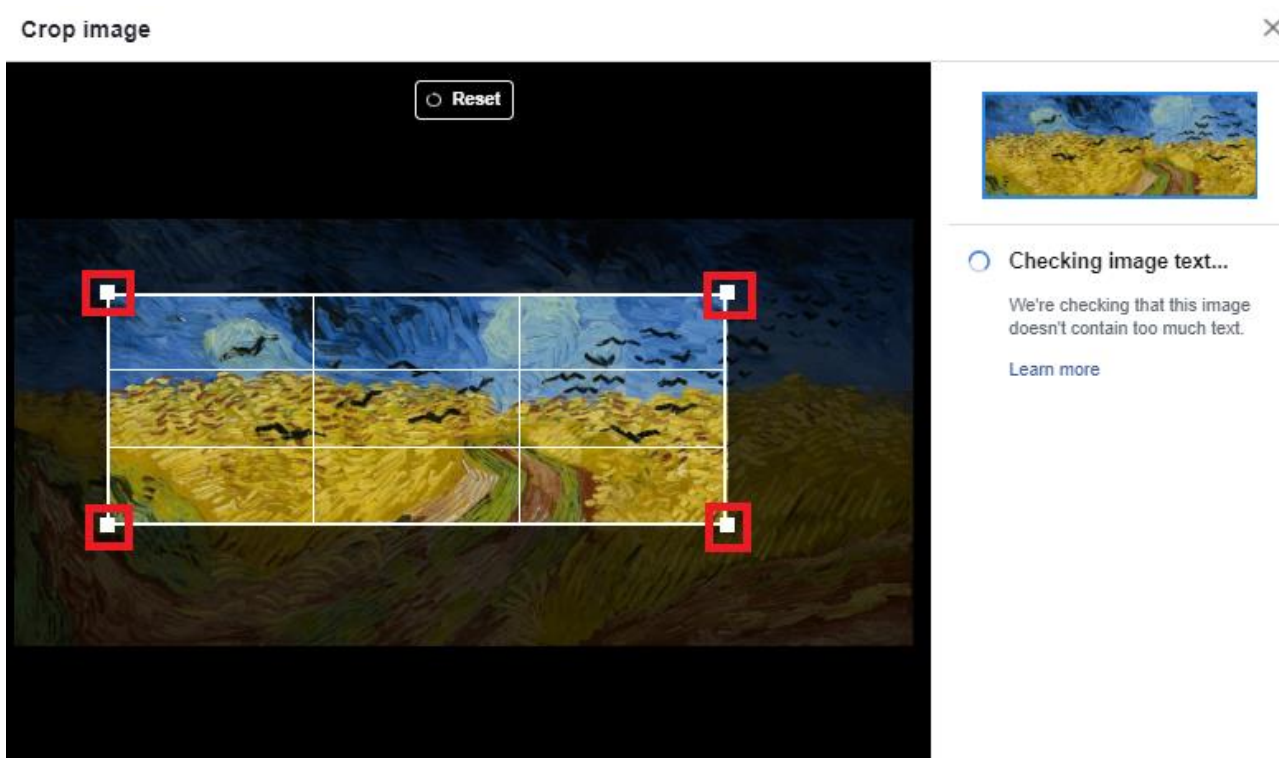 Crop image
Reset
Checking image text...
We're checking that this image
doesn't contain too much text.
Learn more